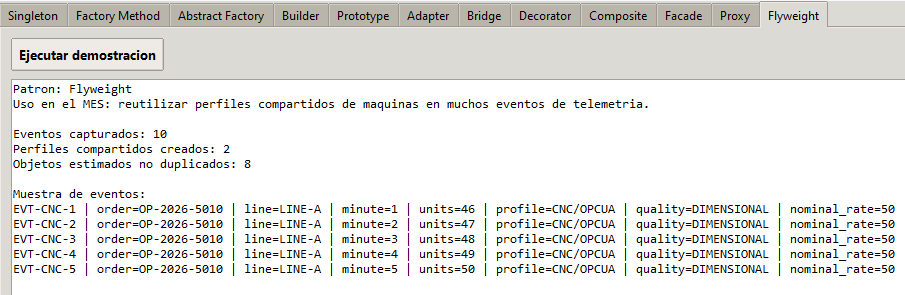 Singleton Factory Method Abstract Factory Builder Prototype Adapter Bridge Decorator Composite Facade Proxy Flyweight
Ejecutar demostracion
Patron: Flyweight
Uso en el MES: reutilizar perfiles compartidos de maquinas en muchos eventos de telemetria.
Eventos capturados: 10
Perfiles compartidos creados: 2
Objetos estimados no duplicados: 8
Muestra de eventos:
EVT-CNC-1 | order=OP-2026-5010 | line=LINE-A | minute=1 | units=46 | profile=CNC/OPCUA | quality=DIMENSIONAL | nominal_rate=50
EVT-CNC-2 | order=OP-2026-5010 | line=LINE-A | minute=2 | units=47 | profile=CNC/OPCUA | quality=DIMENSIONAL | nominal_rate=50
EVT-CNC-3 | order=OP-2026-5010 | line=LINE-A | minute=3 | units=48 | profile=CNC/OPCUA | quality=DIMENSIONAL | nominal_rate=50
EVT-CNC-4 | order=OP-2026-5010 | line=LINE-A | minute=4 | units=49 | profile=CNC/OPCUA | quality=DIMENSIONAL | nominal_rate=50
EVT-CNC-5 | order=OP-2026-5010 | line=LINE-A | minute=5 | units=50 | profile=CNC/OPCUA | quality=DIMENSIONAL | nominal_rate=50